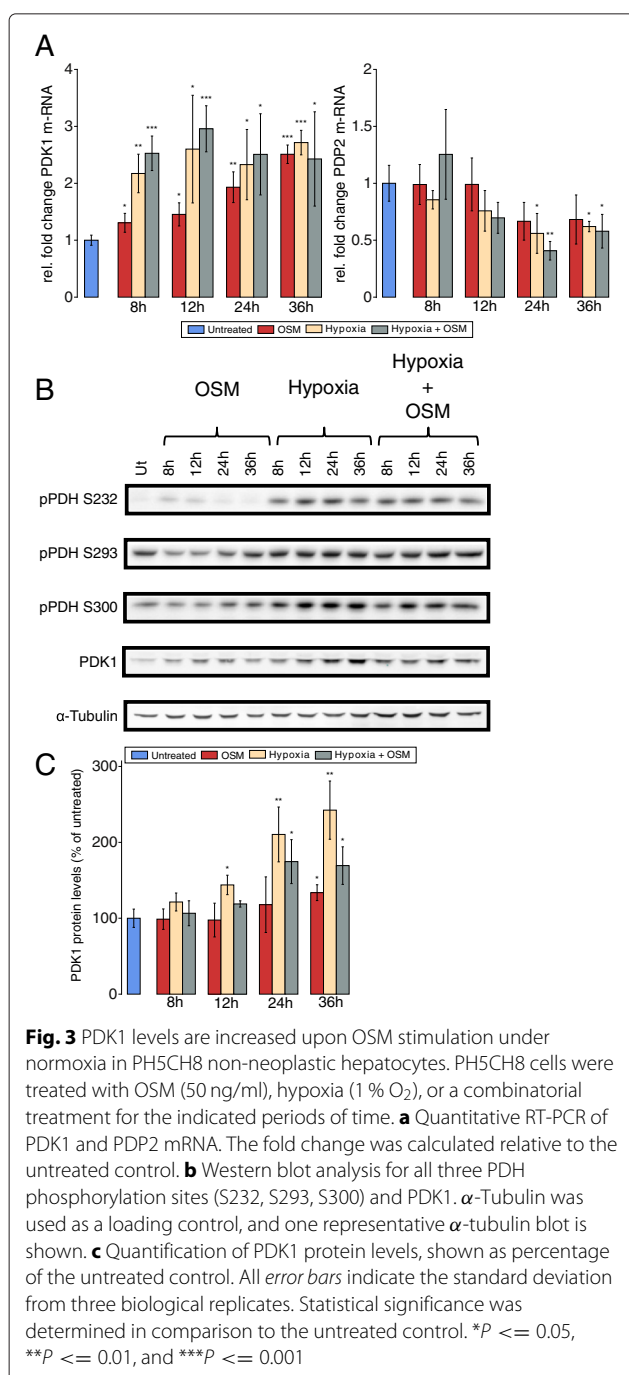 A
rel. fold change PDK1 m-RNA
4
3
2
1
0
* ** *** * * *** ** * * *** *** *
8h 12h 24h 36h
rel. fold change PDP2 m-RNA
2
1.5
1
0.5
0
* ** * *
8h 12h 24h 36h
Untreated OSM Hypoxia Hypoxia + OSM
B
OSM Hypoxia Hypoxia
+
OSM
Ut 8h 12h 24h 36h 8h 12h 24h 36h 8h 12h 24h 36h
pPDH S232
pPDH S293
pPDH S300
PDK1
α-Tubulin
C
Untreated OSM Hypoxia Hypoxia + OSM
PDK1 protein levels (% of untreated)
300
200
100
0
* ** * * ** *
8h 12h 24h 36h
Fig. 3 PDK1 levels are increased upon OSM stimulation under
normoxia in PH5CH8 non-neoplastic hepatocytes. PH5CH8 cells were
treated with OSM (50 ng/ml), hypoxia (1 % O₂), or a combinatorial
treatment for the indicated periods of time. a Quantitative RT-PCR of
PDK1 and PDP2 mRNA. The fold change was calculated relative to the
untreated control. b Western blot analysis for all three PDH
phosphorylation sites (S232, S293, S300) and PDK1. α-Tubulin was
used as a loading control, and one representative α-tubulin blot is
shown. c Quantification of PDK1 protein levels, shown as percentage
of the untreated control. All error bars indicate the standard deviation
from three biological replicates. Statistical significance was
determined in comparison to the untreated control. *P <= 0.05,
**P <= 0.01, and ***P <= 0.001